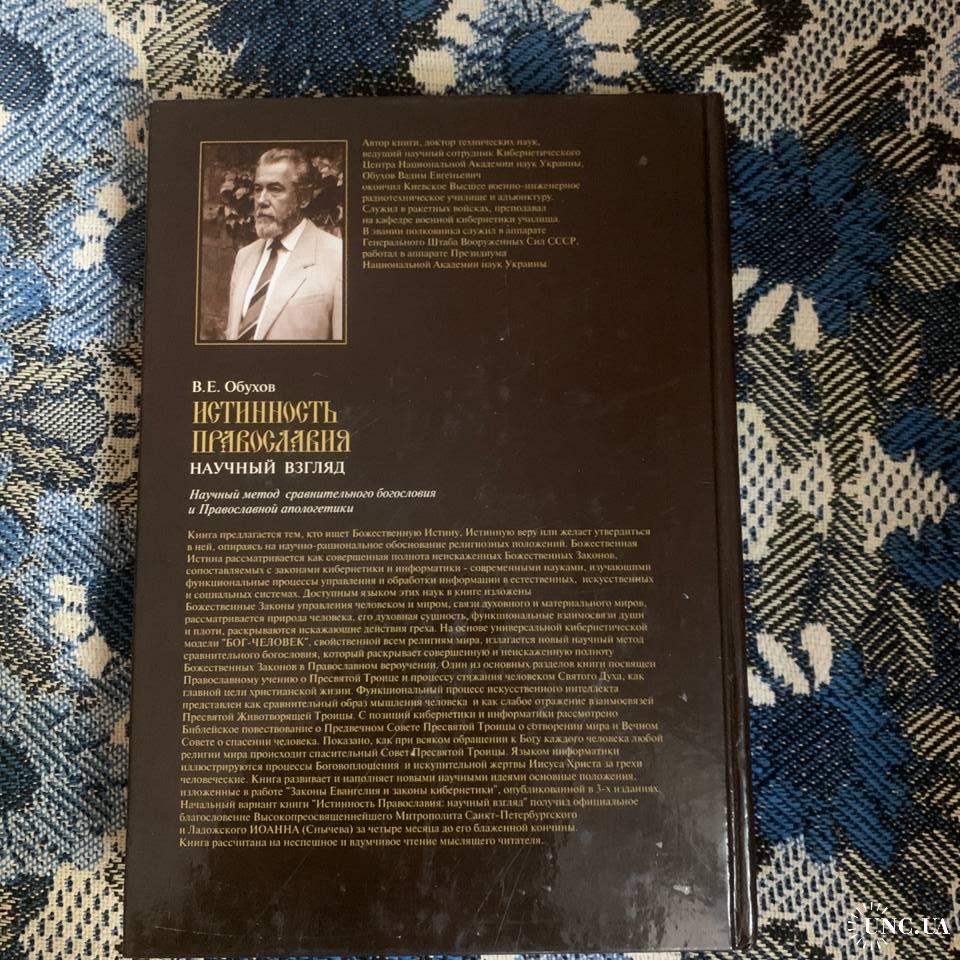 Автор книги, доктор технических наук,
ведущий научный сотрудник Кибернетического
Центра Национальной Академии наук Украины,
Обухов Вадим Евгеньевич
окончил Киевское Высшее военно-инженерное
радиотехническое училище и адъюнктуру.
Служил в ракетных войсках, преподавал
на кафедре военной кибернетики училища.
В звании полковника служил в аппарате
Генерального Штаба Вооруженных Сил СССР,
работал в аппарате Президиума
Национальной Академии наук Украины.
В.Е. Обухов
ИСТИННОСТЬ
ПРАВОСЛАВИЯ
НАУЧНЫЙ ВЗГЛЯД
Научный метод сравнительного богословия
и Православной апологетики
Книга предлагается тем, кто ищет Божественную Истину, Истинную веру или желает утвердиться
в ней, опираясь на научно-рациональное обоснование религиозных положений. Божественная
Истина рассматривается как совершенная полнота неискаженных Божественных Законов,
сопоставляемых с законами кибернетики и информатики - современными науками, изучающими
функциональные процессы управления и обработки информации в естественных, искусственных
и социальных системах. Доступным языком этих наук в книге изложены
Божественные Законы управления человеком и миром, связи духовного и материального миров,
рассматривается природа человека, его духовная сущность, функциональные взаимосвязи души
и плоти, раскрываются искажающие действия греха. На основе универсальной кибернетической
модели "БОГ-ЧЕЛОВЕК", свойственной всем религиям мира, излагается новый научный метод
сравнительного богословия, который раскрывает совершенную и неискаженную полноту
Божественных Законов в Православном вероучении. Один из основных разделов книги посвящен
Православному учению о Пресвятой Троице и процессу стяжания человеком Святого Духа, как
главной цели христианской жизни. Функциональный процесс искусственного интеллекта
представлен как сравнительный образ мышления человека и как слабое отражение взаимосвязей
Пресвятой Животворящей Троицы. С позиций кибернетики и информатики рассмотрено
Библейское повествование о Предвечном Совете Пресвятой Троицы о сотворении мира и Вечном
Совете о спасении человека. Показано, как при всяком обращении к Богу каждого человека любой
религии мира происходит спасительный Совет Пресвятой Троицы. Языком информатики
иллюстрируются процессы Боговоплощения и искупительной жертвы Иисуса Христа за грехи
человеческие. Книга развивает и наполняет новыми научными идеями основные положения,
изложенные в работе "Законы Евангелия и законы кибернетики", опубликованной в 3-х изданиях.
Начальный вариант книги "Истинность Православия: научный взгляд" получил официальное
благословение Высокопреосвященнейшего Митрополита Санкт-Петербургского
и Ладожского ИОАННА (Снычева) за четыре месяца до его блаженной кончины.
Книга рассчитана на неспешное и вдумчивое чтение мыслящего читателя.
UNC.UA